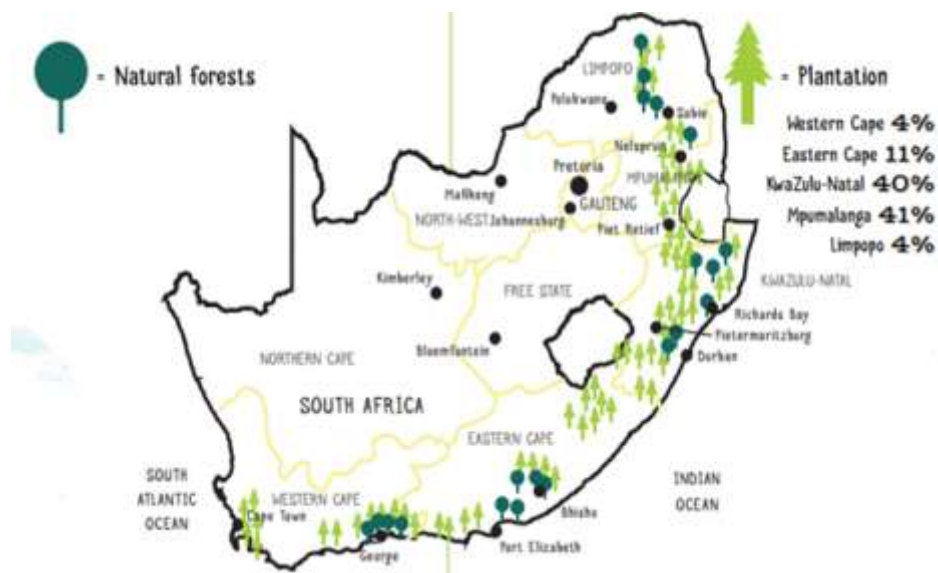 = Natural forests
= Plantation
Western Cape 4%
Eastern Cape 11%
KwaZulu-Natal 40%
Mpumalanga 41%
Limpopo 4%
LIMPOPO
Polokwane
Sabie
Nelspruit
Pretoria
MPUMALANGA
Mafikeng
GAUTENG
NORTH-WEST
Johannesburg
Piet Retief
Kimberley
FREE STATE
KWAZULU-NATAL
Richards Bay
Pietermaritzburg
Bloemfontein
Durban
NORTHERN CAPE
SOUTH AFRICA
EASTERN CAPE
SOUTH
ATLANTIC
OCEAN
WESTERN CAPE
INDIAN
OCEAN
Cape Town
Bhisho
George
Port Elizabeth